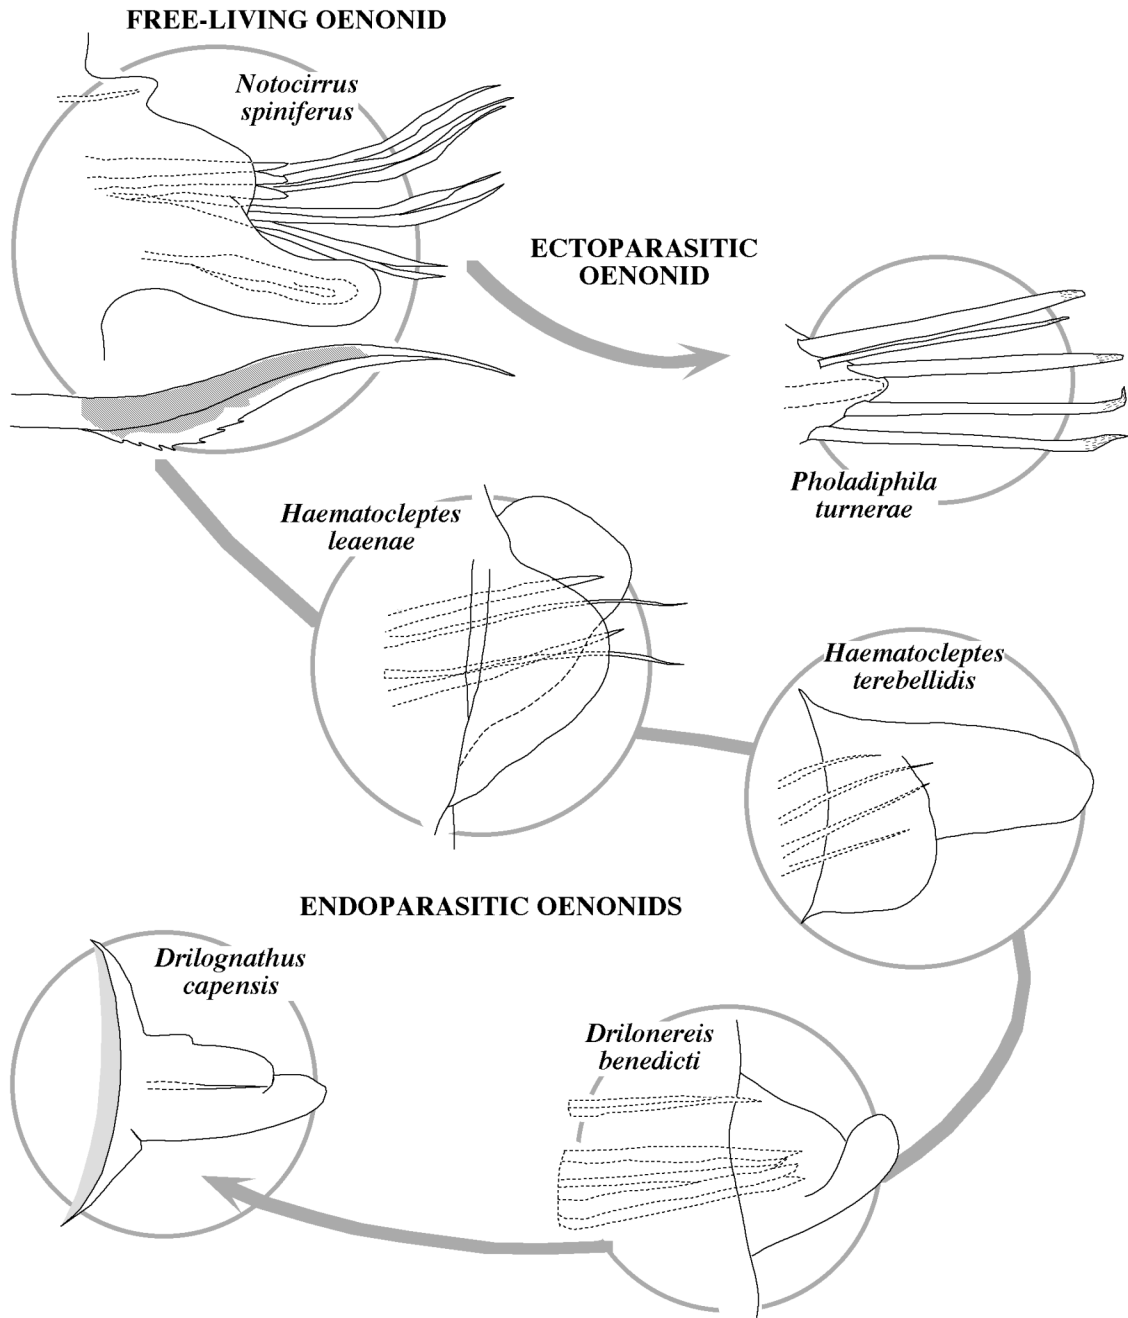 FREE-LIVING OENONID
Notocirrus
spiniferus
ECTOPARASITIC
OENONID
Pholadiphila
turnerae
Haematocleptes
leaenae
Haematocleptes
terebellidis
ENDOPARASITIC OENONIDS
Drilognathus
capensis
Drilonereis
benedicti